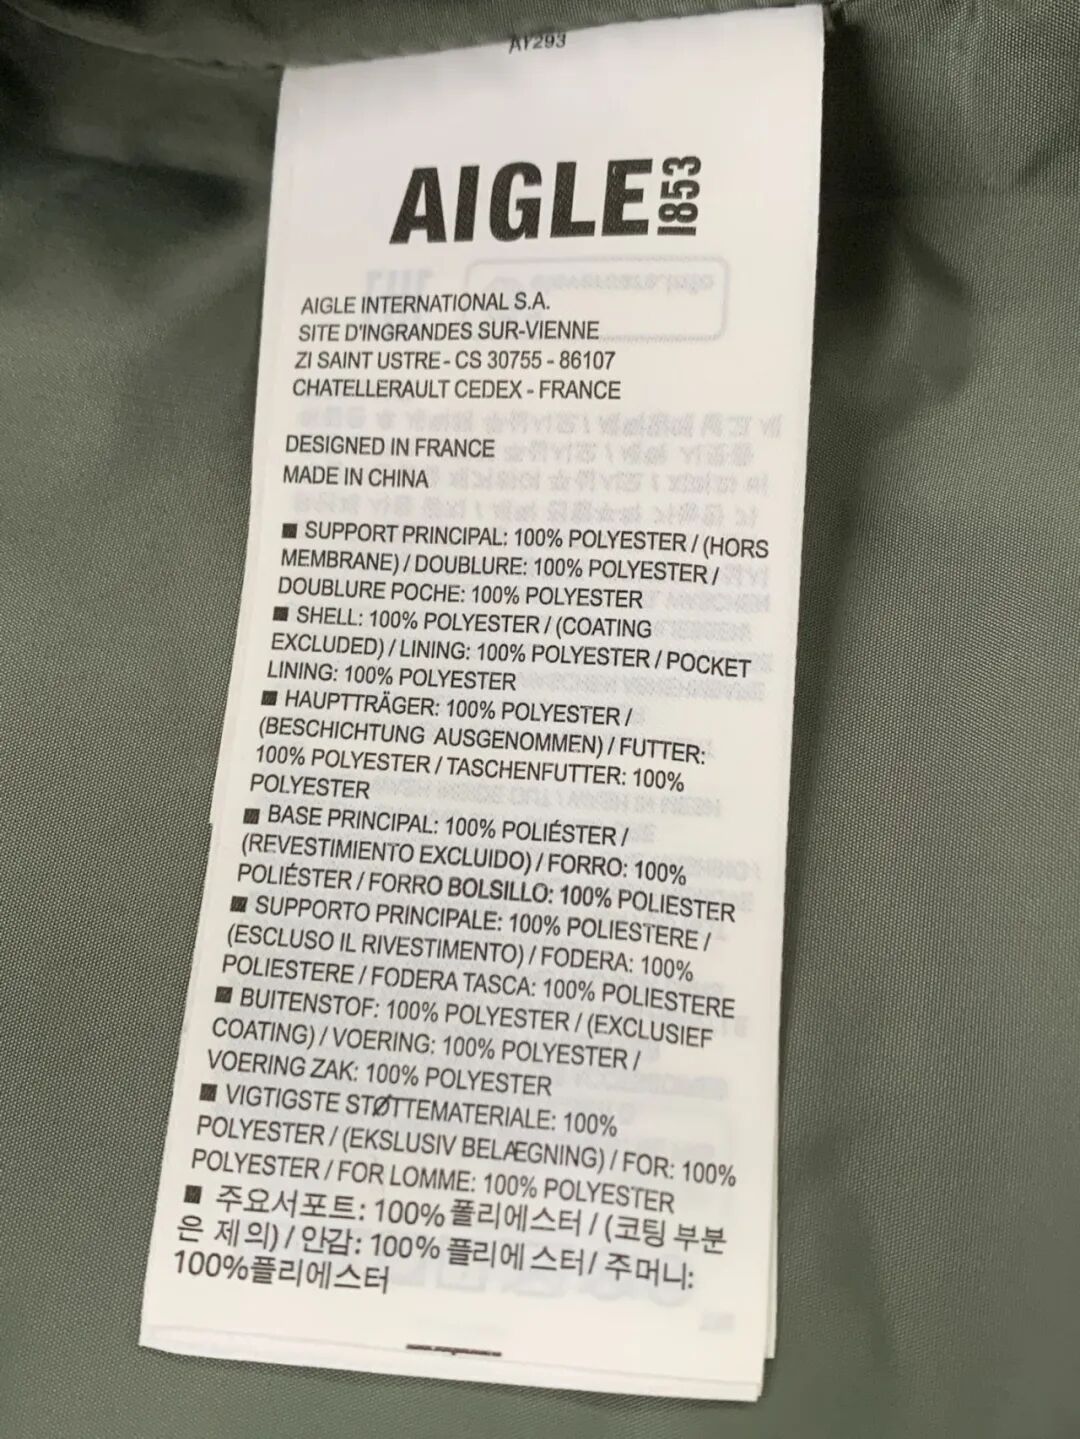 AY293
AIGLE 1853
AIGLE INTERNATIONAL S.A.
SITE D'INGRANDES SUR-VIENNE
ZI SAINT USTRE - CS 30755 - 86107
CHATELLERAULT CEDEX - FRANCE
DESIGNED IN FRANCE
MADE IN CHINA
■ SUPPORT PRINCIPAL: 100% POLYESTER / (HORS
MEMBRANE) / DOUBLURE: 100% POLYESTER /
DOUBLURE POCHE: 100% POLYESTER
■ SHELL: 100% POLYESTER / (COATING
EXCLUDED) / LINING: 100% POLYESTER / POCKET
LINING: 100% POLYESTER
■ HAUPTTRÄGER: 100% POLYESTER /
(BESCHICHTUNG AUSGENOMMEN) / FUTTER:
100% POLYESTER / TASCHENFUTTER: 100%
POLYESTER
■ BASE PRINCIPAL: 100% POLIÉSTER /
(REVESTIMIENTO EXCLUIDO) / FORRO: 100%
POLIÉSTER / FORRO BOLSILLO: 100% POLIESTER
■ SUPPORTO PRINCIPALE: 100% POLIESTERE /
(ESCLUSO IL RIVESTIMENTO) / FODERA: 100%
POLIESTERE / FODERA TASCA: 100% POLIESTERE
■ BUITENSTOF: 100% POLYESTER / (EXCLUSIEF
COATING) / VOERING: 100% POLYESTER /
VOERING ZAK: 100% POLYESTER
■ VIGTIGSTE STØTTEMATERIALE: 100%
POLYESTER / (EKSLUSIV BELÆGNING) / FOR: 100%
POLYESTER / FOR LOMME: 100% POLYESTER
■ 주요서포트: 100% 폴리에스터 / (코팅 부분
은 제 의) / 안감: 100% 폴리에 스터/ 주머니:
100%폴리에스터